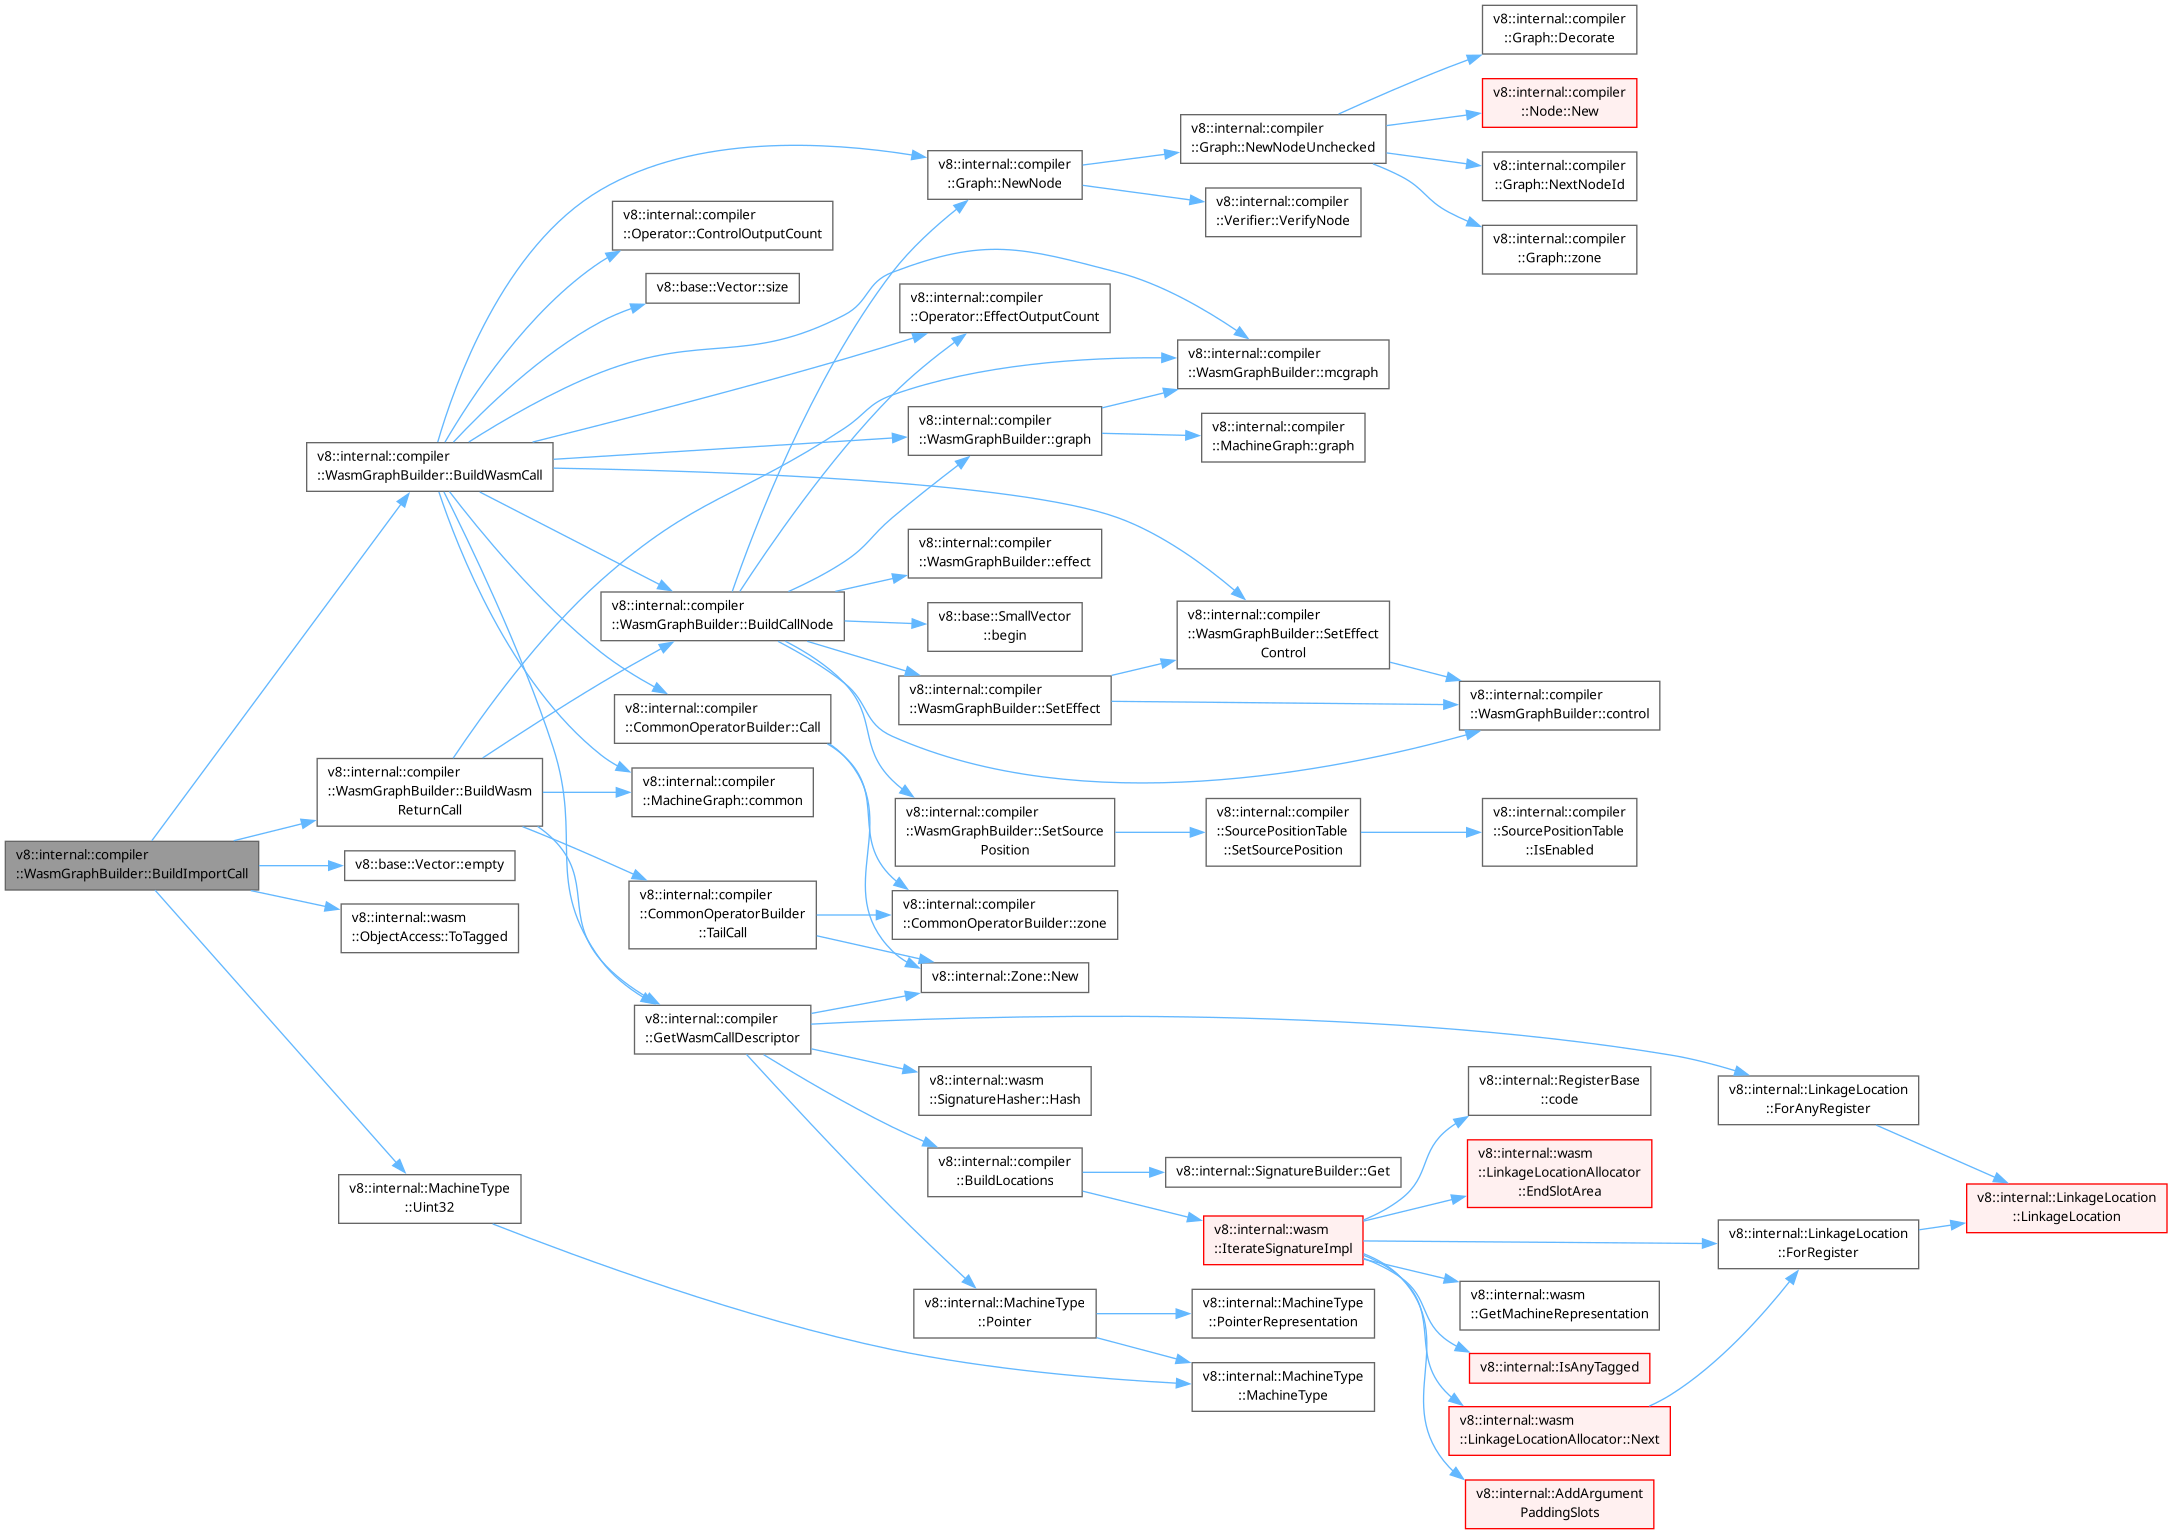 v8::internal::compiler
::WasmGraphBuilder::BuildImportCall
v8::internal::compiler
::WasmGraphBuilder::BuildWasmCall
v8::internal::compiler
::WasmGraphBuilder::BuildWasm
ReturnCall
v8::base::Vector::empty
v8::internal::wasm
::ObjectAccess::ToTagged
v8::internal::MachineType
::Uint32
v8::internal::compiler
::Operator::ControlOutputCount
v8::base::Vector::size
v8::internal::compiler
::WasmGraphBuilder::BuildCallNode
v8::internal::compiler
::CommonOperatorBuilder::Call
v8::internal::compiler
::MachineGraph::common
v8::internal::compiler
::CommonOperatorBuilder
::TailCall
v8::internal::compiler
::GetWasmCallDescriptor
v8::internal::compiler
::Graph::NewNode
v8::internal::compiler
::Operator::EffectOutputCount
v8::internal::compiler
::WasmGraphBuilder::graph
v8::internal::compiler
::WasmGraphBuilder::effect
v8::base::SmallVector
::begin
v8::internal::compiler
::WasmGraphBuilder::SetEffect
v8::internal::compiler
::WasmGraphBuilder::SetSource
Position
v8::internal::compiler
::CommonOperatorBuilder::zone
v8::internal::Zone::New
v8::internal::wasm
::SignatureHasher::Hash
v8::internal::compiler
::BuildLocations
v8::internal::MachineType
::Pointer
v8::internal::compiler
::Graph::NewNodeUnchecked
v8::internal::compiler
::Verifier::VerifyNode
v8::internal::compiler
::WasmGraphBuilder::mcgraph
v8::internal::compiler
::MachineGraph::graph
v8::internal::compiler
::WasmGraphBuilder::SetEffect
Control
v8::internal::compiler
::SourcePositionTable
::SetSourcePosition
v8::internal::SignatureBuilder::Get
v8::internal::wasm
::IterateSignatureImpl
v8::internal::MachineType
::PointerRepresentation
v8::internal::MachineType
::MachineType
v8::internal::compiler
::Graph::Decorate
v8::internal::compiler
::Node::New
v8::internal::compiler
::Graph::NextNodeId
v8::internal::compiler
::Graph::zone
v8::internal::compiler
::WasmGraphBuilder::control
v8::internal::compiler
::SourcePositionTable
::IsEnabled
v8::internal::RegisterBase
::code
v8::internal::wasm
::LinkageLocationAllocator
::EndSlotArea
v8::internal::wasm
::GetMachineRepresentation
v8::internal::IsAnyTagged
v8::internal::wasm
::LinkageLocationAllocator::Next
v8::internal::AddArgument
PaddingSlots
v8::internal::LinkageLocation
::ForAnyRegister
v8::internal::LinkageLocation
::ForRegister
v8::internal::LinkageLocation
::LinkageLocation